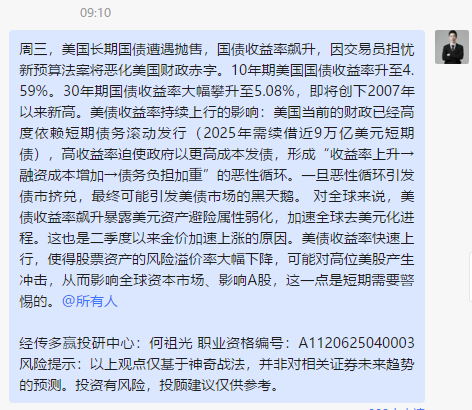 09:10
周三，美国长期国债遭遇抛售，国债收益率飙升，因交易员担忧
新预算法案将恶化美国财政赤字。10年期美国国债收益率升至4.
59%。30年期国债收益率大幅攀升至5.08%，即将创下2007年
以来新高。美债收益率持续上行的影响：美国当前的财政已经高
度依赖短期债务滚动发行（2025年需续借近9万亿美元短期
债），高收益率迫使政府以更高成本发债，形成“收益率上升→
融资成本增加→债务负担加重”的恶性循环。一旦恶性循环引发
债市挤兑，最终可能引发美债市场的黑天鹅。 对全球来说，美
债收益率飙升暴露美元资产避险属性弱化，加速全球去美元化进
程。这也是二季度以来金价加速上涨的原因。美债收益率快速上
行，使得股票资产的风险溢价率大幅下降，可能对高位美股产生
冲击，从而影响全球资本市场、影响A股，这一点是短期需要警
惕的。@所有人
经传多赢投研中心：何祖光 职业资格编号：A1120625040003
风险提示：以上观点仅基于神奇战法，并非对相关证券未来趋势
的预测。投资有风险，投顾建议仅供参考。